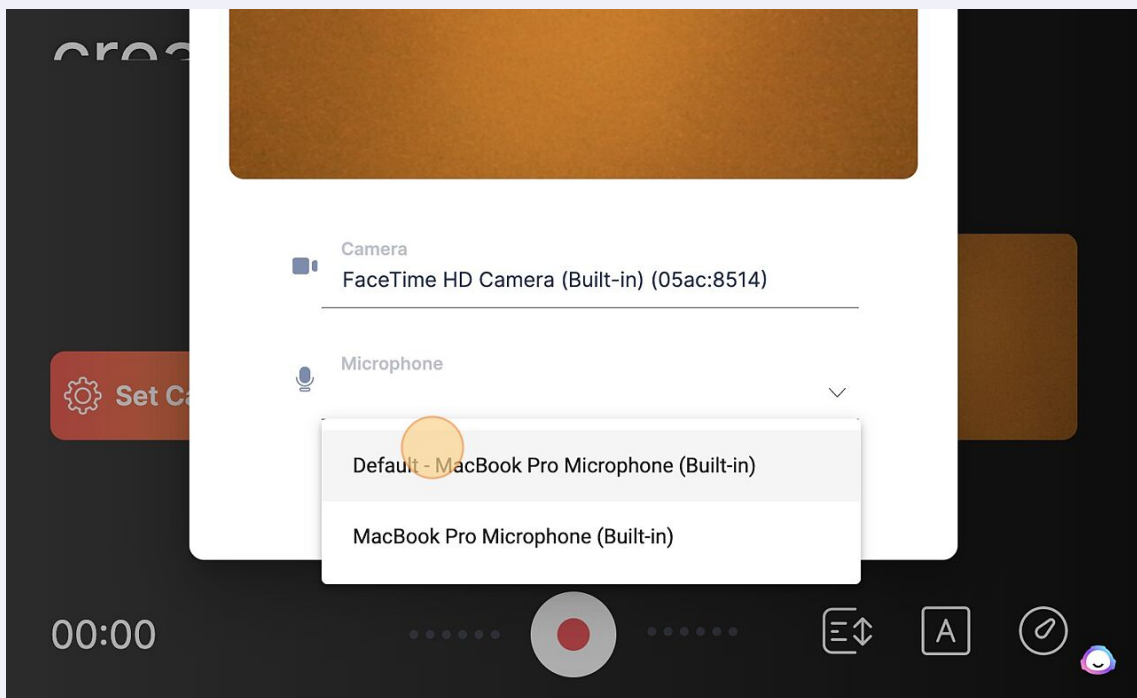 Camera
FaceTime HD Camera (Built-in) (05ac:8514)
Microphone
Set
Default - MacBook Pro Microphone (Built-in)
MacBook Pro Microphone (Built-in)
00:00
A